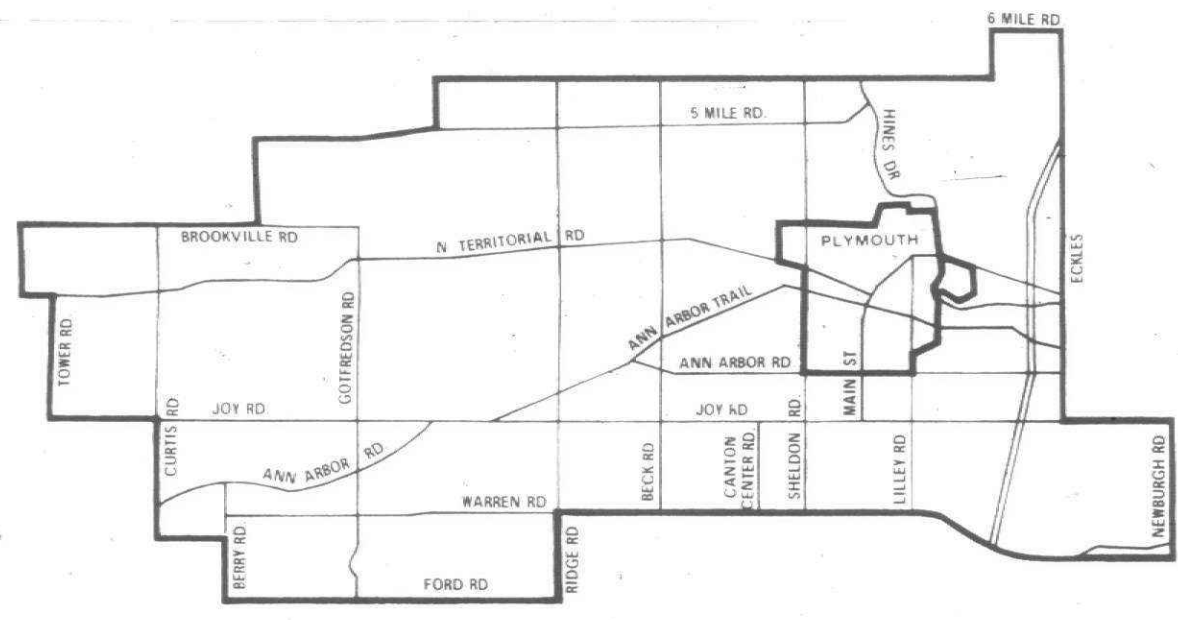 6 MILE RD
5 MILE RD.
HINES DR
BROOKVILLE RD
N TERRITORIAL RD
PLYMOUTH
ECKLES
TOWER RD
GOTFREDSON RD
ANN ARBOR TRAIL
ANN ARBOR RD
MAIN ST
JOY RD
JOY RD
CURTIS RD
ANN ARBOR RD
BECK RD
CANTON
CENTER RD.
SHELDON RD.
LILLEY RD
NEWBURGH RD
WARREN RD
BERRY RD
FORD RD
RIDGE RD